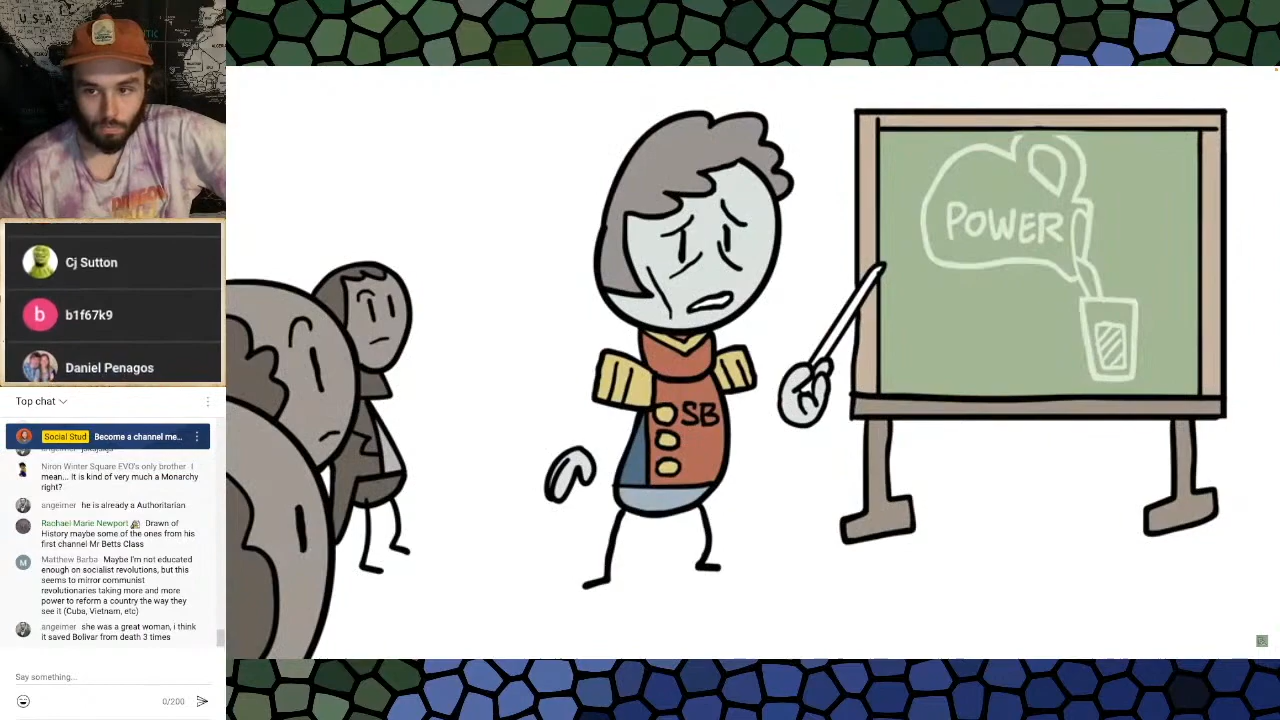 U.S.A
Cj Sutton
b
b1f67k9
Daniel Penagos
Top chat
Social Stud Become a channel me...
Niron Winter Square EVO's only brother I
mean... It is kind of very much a Monarchy
right?
angeimer he is already a Authoritarian
Rachael Marie Newport Drawn of
History maybe some of the ones from his
first channel Mr Betts Class
M
Matthew Barba Maybe I'm not educated
enough on socialist revolutions, but this
seems to mirror communist
revolutionaries taking more and more
power to reform a country the way they
see it (Cuba, Vietnam, etc)
angeimer she was a great woman, i think
it saved Bolivar from death 3 times
Say something...
0/200
SB
POWER